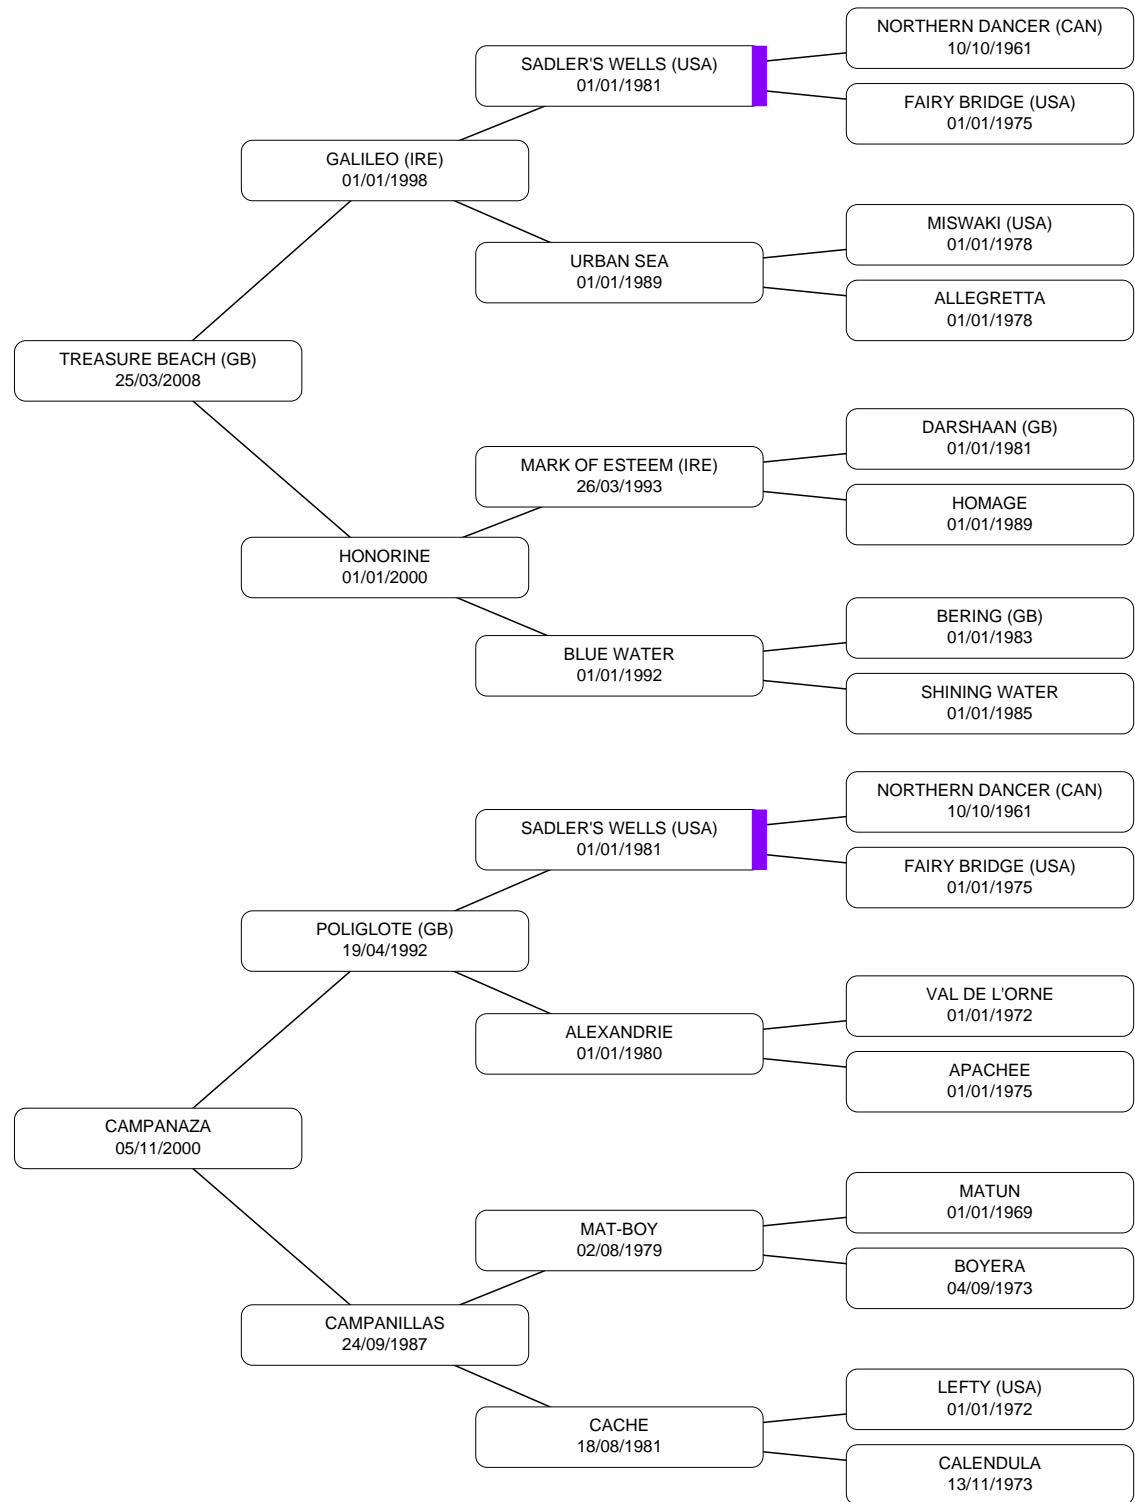 NORTHERN DANCER (CAN)
10/10/1961
SADLER'S WELLS (USA)
01/01/1981
FAIRY BRIDGE (USA)
01/01/1975
GALILEO (IRE)
01/01/1998
MISWAKI (USA)
01/01/1978
URBAN SEA
01/01/1989
ALLEGRETTA
01/01/1978
TREASURE BEACH (GB)
25/03/2008
DARSHAAN (GB)
01/01/1981
MARK OF ESTEEM (IRE)
26/03/1993
HOMAGE
01/01/1989
HONORINE
01/01/2000
BERING (GB)
01/01/1983
BLUE WATER
01/01/1992
SHINING WATER
01/01/1985
NORTHERN DANCER (CAN)
10/10/1961
SADLER'S WELLS (USA)
01/01/1981
FAIRY BRIDGE (USA)
01/01/1975
POLIGLOTE (GB)
19/04/1992
VAL DE L'ORNE
01/01/1972
ALEXANDRIE
01/01/1980
APACHEE
01/01/1975
CAMPANAZA
05/11/2000
MATUN
01/01/1969
MAT-BOY
02/08/1979
BOYERA
04/09/1973
CAMPANILLAS
24/09/1987
LEFTY (USA)
01/01/1972
CACHE
18/08/1981
CALENDULA
13/11/1973